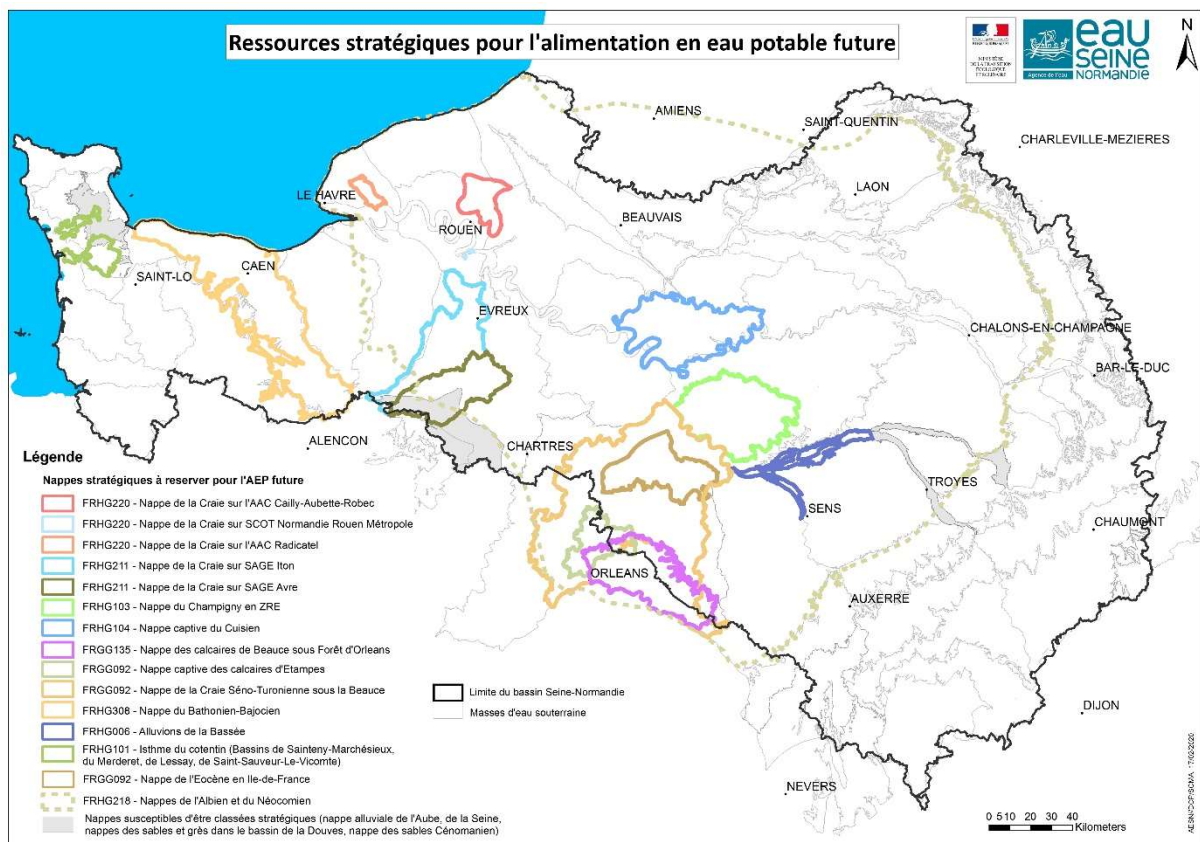 Ressources stratégiques pour l'alimentation en eau potable future
MINISTÈRE
DE LA TRANSITION
ÉCOLOGIQUE
ET SOLIDAIRE
Agence de l'eau
eau
SEINE
NORMANDIE
N
AMIENS
SAINT-QUENTIN
CHARLEVILLE-MEZIERES
LAON
LE HAVRE
ROUEN
BEAUVAIS
SAINT-LO
CAEN
EVREUX
CHALONS-EN-CHAMPAGNE
BAR-LE-DUC
ALENCON
CHARTRES
TROYES
SENS
CHAUMONT
ORLEANS
AUXERRE
DIJON
NEVERS
Légende
Nappes stratégiques à reserver pour l'AEP future
FRHG220 - Nappe de la Craie sur l'AAC Cailly-Aubette-Robec
FRHG220 - Nappe de la Craie sur SCOT Normandie Rouen Métropole
FRHG220 - Nappe de la Craie sur l'AAC Radicatel
FRHG211 - Nappe de la Craie sur SAGE Iton
FRHG211 - Nappe de la Craie sur SAGE Avre
FRHG103 - Nappe du Champigny en ZRE
FRHG104 - Nappe captive du Cuisien
FRGG135 - Nappe des calcaires de Beauce sous Forêt d'Orleans
FRGG092 - Nappe captive des calcaires d'Etampes
FRGG092 - Nappe de la Craie Séno-Turonienne sous la Beauce
FRHG308 - Nappe du Bathonien-Bajocien
FRHG006 - Alluvions de la Bassée
FRHG101 - Isthme du cotentin (Bassins de Sainteny-Marchésieux,
du Merderet, de Lessay, de Saint-Sauveur-Le-Vicomte)
FRGG092 - Nappe de l'Eocène en Ile-de-France
FRHG218 - Nappes de l'Albien et du Néocomien
Nappes susceptibles d'être classées stratégiques (nappe alluviale de l'Aube, de la Seine,
nappes des sables et grès dans le bassin de la Douves, nappe des sables Cénomanien)
Limite du bassin Seine-Normandie
Masses d'eau souterraine
0 5 10 20 30 40
Kilometers
17/02/2020